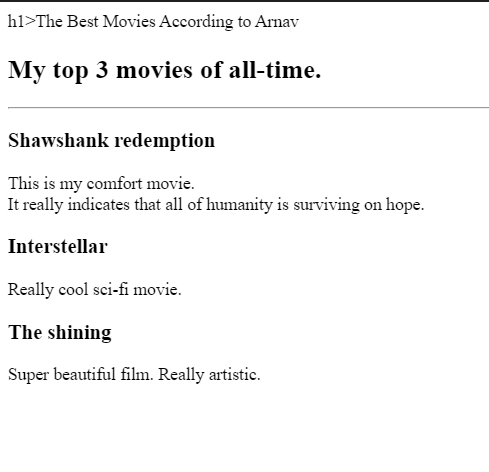 h1>The Best Movies According to Arnav
My top 3 movies of all-time.
Shawshank redemption
This is my comfort movie.
It really indicates that all of humanity is surviving on hope.
Interstellar
Really cool sci-fi movie.
The shining
Super beautiful film. Really artistic.